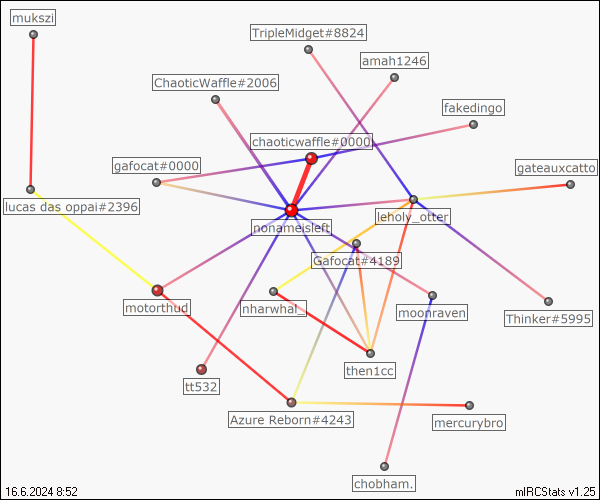 mukszi
TripleMidget#8824
amah1246
ChaoticWaffle#2006
fakedingo
chaoticwaffle#0000
gafocat#0000
gateauxcatto
lucas das oppai#2396
leholy_otter
nonameisleft
Gafocat#4189
motorthud
nharwhal_
moonraven
Thinker#5995
then1cc
tt532
Azure Reborn#4243
mercurybro
chobham.
16.6.2024 8:52
mIRCStats v1.25